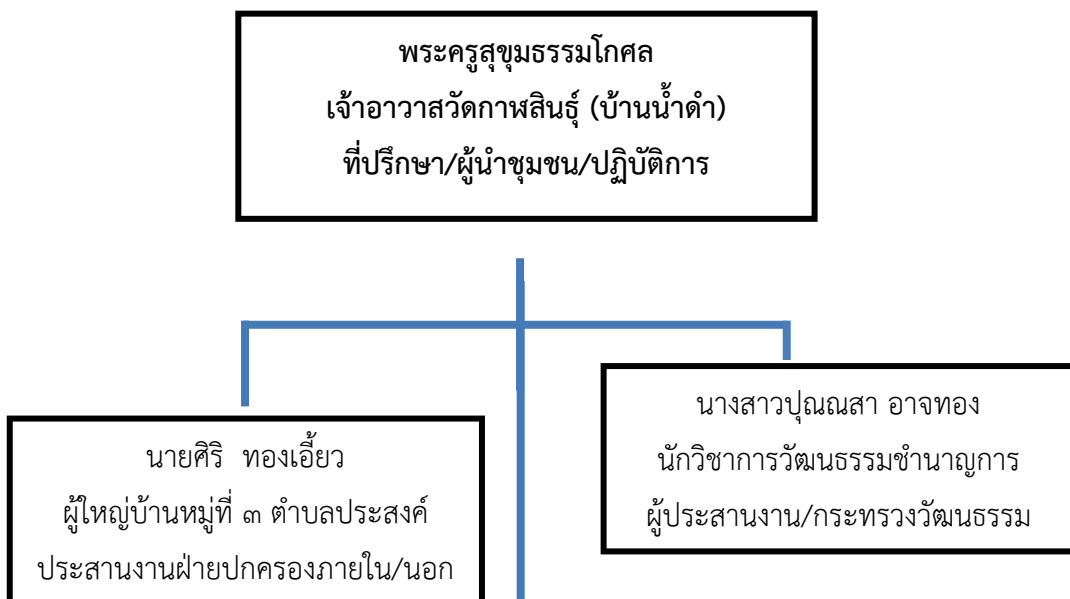 พระครูสุขุมธรรมโกศล
เจ้าอาวาสวัดกาฬสินธุ์ (บ้านน้ำดำ)
ที่ปรึกษา/ผู้นำชุมชน/ปฏิบัติการ
นายศิริ ทองเอี้ยว
ผู้ใหญ่บ้านหมู่ที่ ๓ ตำบลประสงค์
ประสานงานฝ่ายปกครองภายใน/นอก
นางสาวปุณณสา อาจทอง
นักวิชาการวัฒนธรรมชำนาญการ
ผู้ประสานงาน/กระทรวงวัฒนธรรม